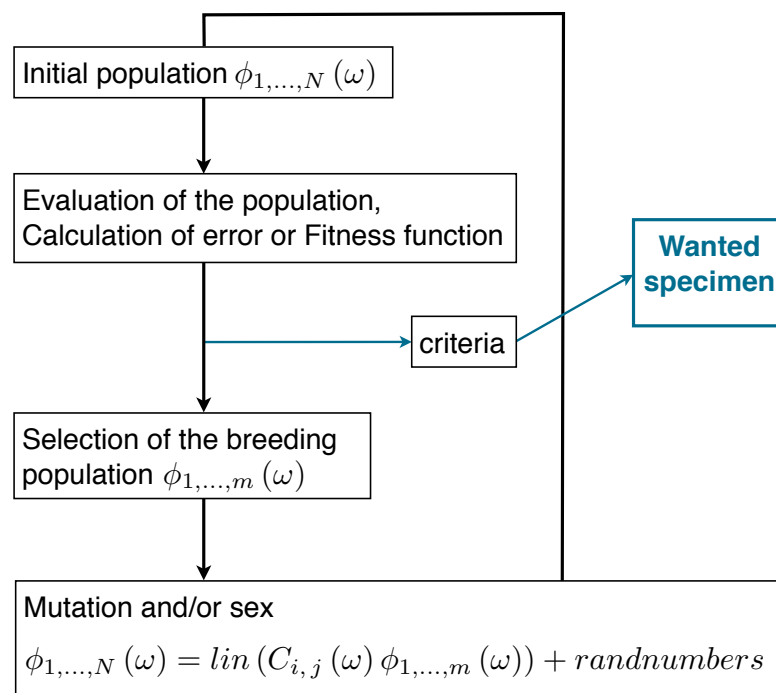 Initial population ϕ₁,...,N (ω)
Evaluation of the population,
Calculation of error or Fitness function
Wanted
specimen
criteria
Selection of the breeding
population ϕ₁,...,m (ω)
Mutation and/or sex
ϕ₁,...,N (ω) = lin (Cᵢ, ⱼ (ω) ϕ₁,...,m (ω)) + randnumbers